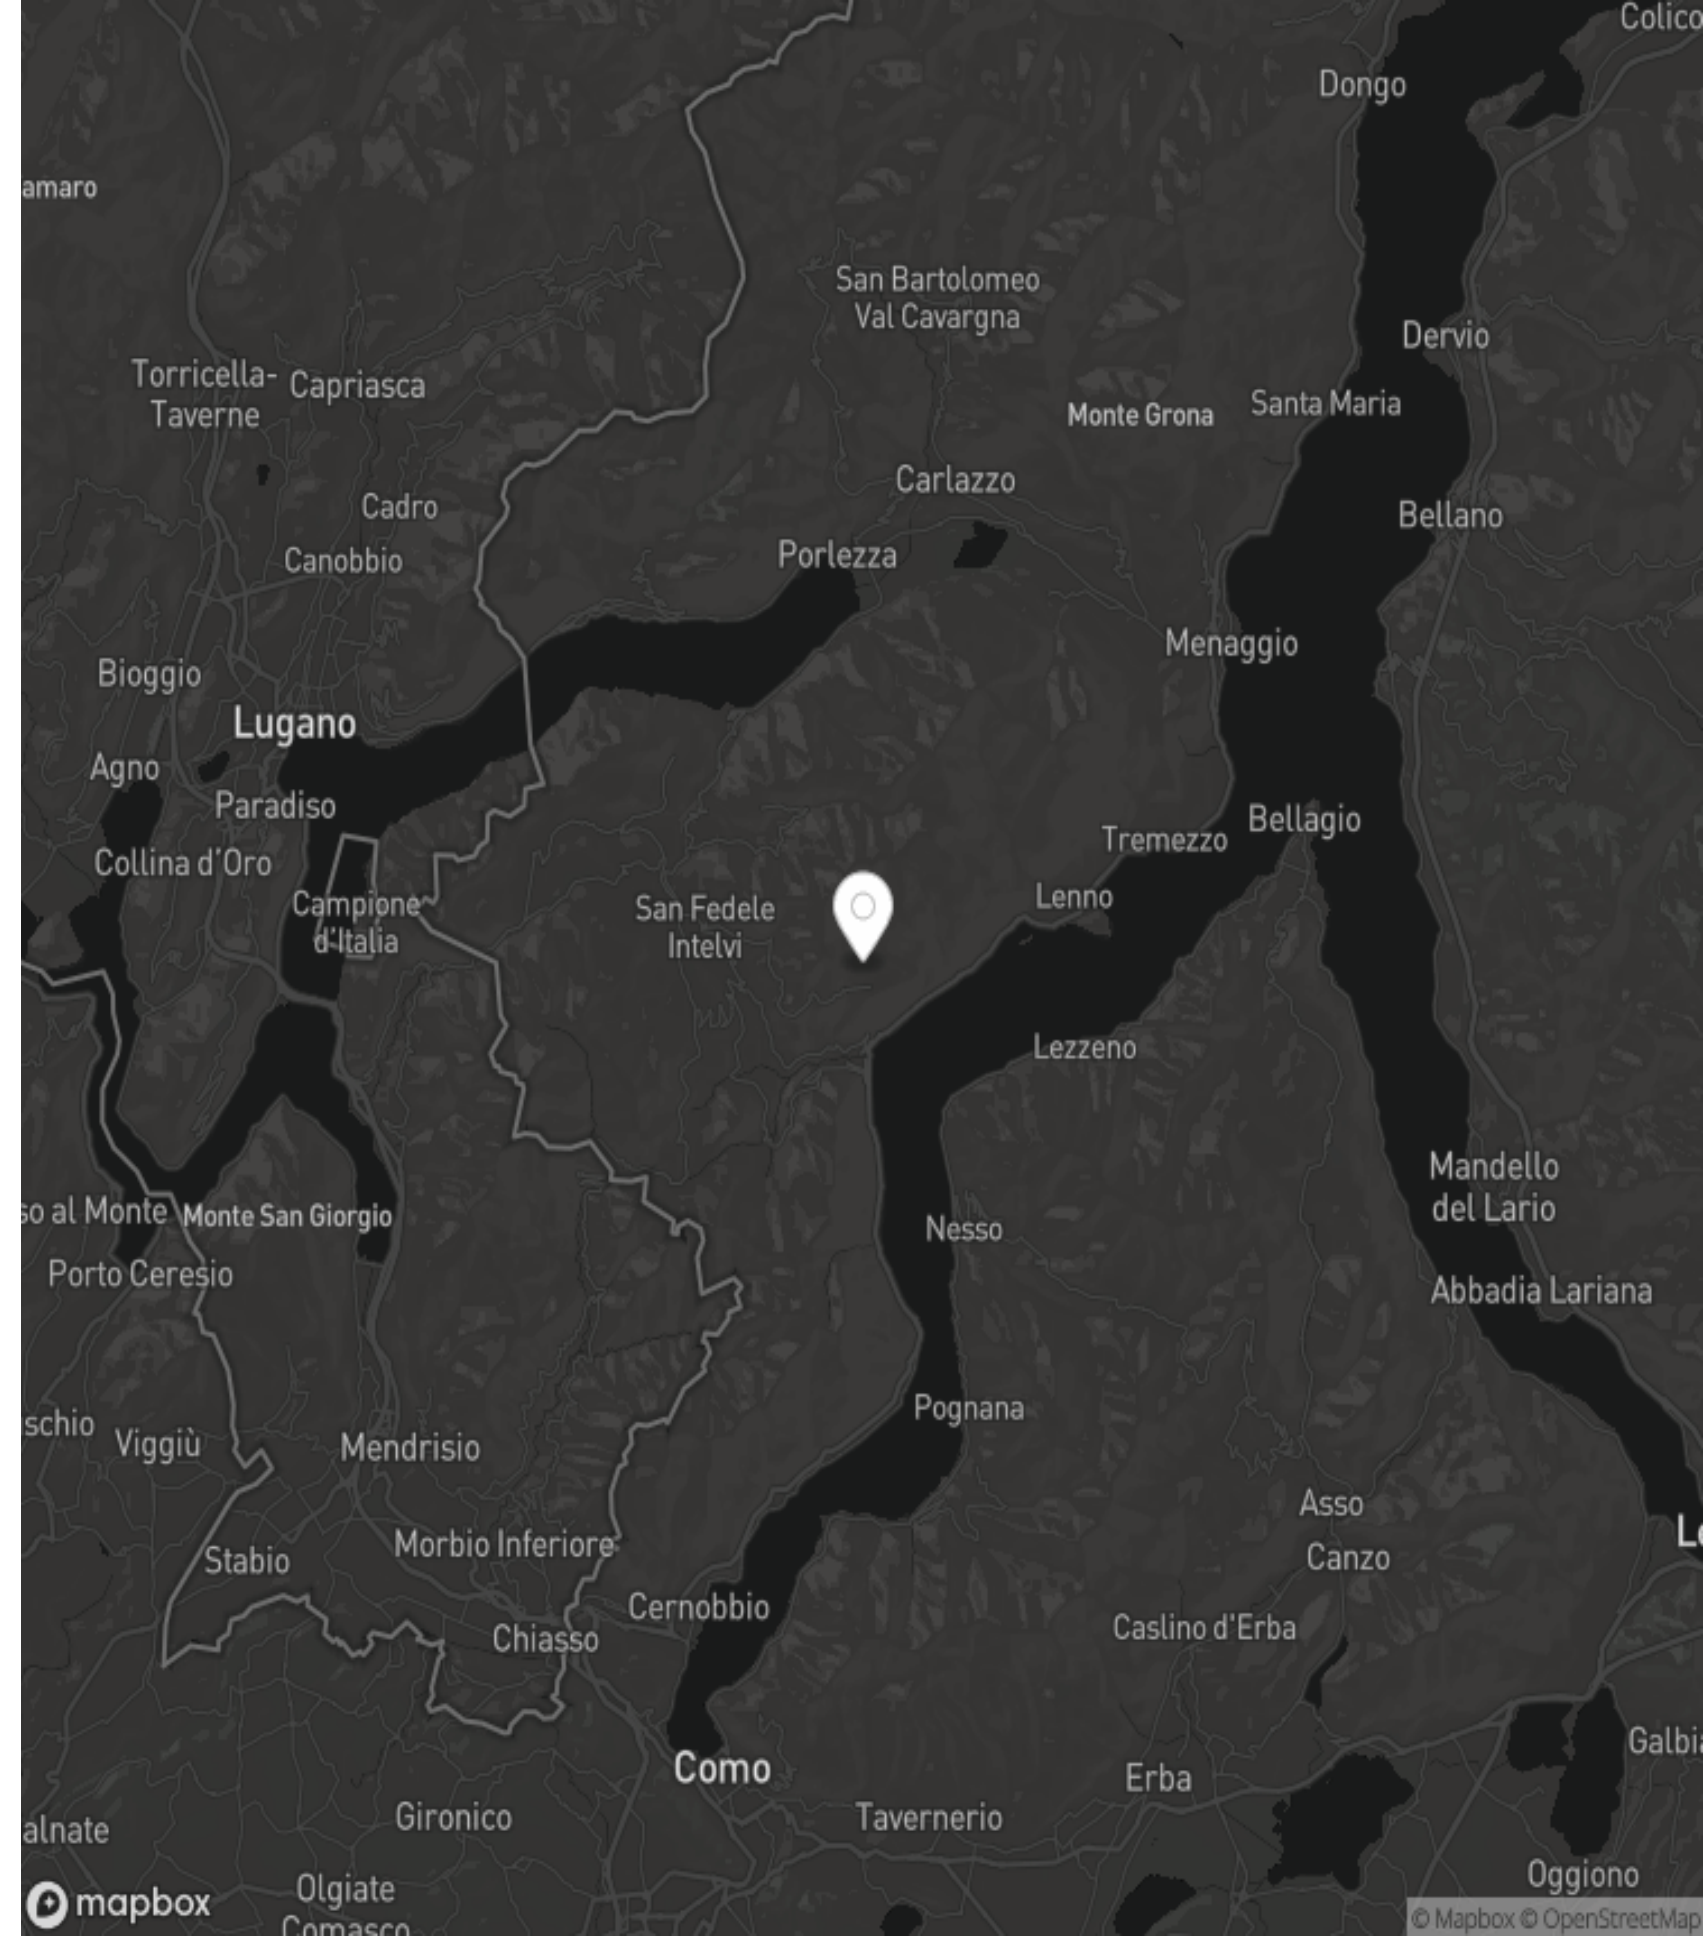 Colico
Dongo
amaro
San Bartolomeo
Val Cavargna
Dervio
Torricella-
Taverne
Capriasca
Santa Maria
Monte Grona
Carlazzo
Cadro
Bellano
Porlezza
Canobbio
Menaggio
Bioggio
Lugano
Agno
Paradiso
Bellagio
Tremezzo
Collina d'Oro
Lenno
Campione
d'Italia
San Fedele
Intelvi
Lezzeno
Mandello
del Lario
so al Monte
Monte San Giorgio
Nesso
Porto Ceresio
Abbadia Lariana
Pognana
schio
Viggiù
Mendrisio
Asso
Le
Morbio Inferiore
Canzo
Stabio
Cernobbio
Caslino d'Erba
Chiasso
Galbia
Como
Erba
Gironico
Tavernerio
alnate
Oggiono
Olgiate
Comasco
mapbox
© Mapbox © OpenStreetMap